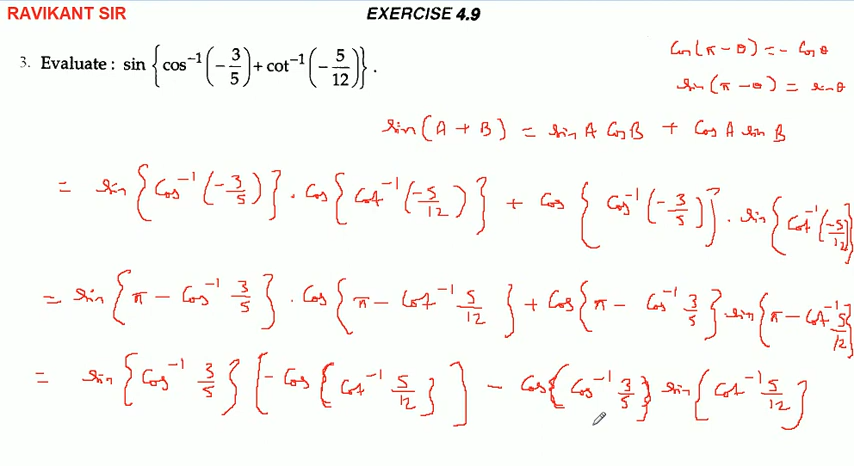 RAVIKANT SIR
EXERCISE 4.9
3. Evaluate : sin {cos⁻¹(-3/5) + cot⁻¹(-5/12)}.
Cos(π - θ) = - Cos θ
sin(π - θ) = sin θ
sin(A + B) = sin A Cos B + Cos A sin B
= sin{Cos⁻¹(-3/5)} . Cos{Cot⁻¹(-5/12)} + Cos{Cos⁻¹(-3/5)} . sin{Cot⁻¹(-5/12)}
= sin{π - Cos⁻¹ 3/5} . Cos{π - Cot⁻¹ 5/12} + Cos{π - Cos⁻¹ 3/5} sin{π - Cot⁻¹ 5/12}
= sin{Cos⁻¹ 3/5} [- Cos{Cot⁻¹ 5/12}] - Cos{Cos⁻¹ 3/5} sin{Cot⁻¹ 5/12}